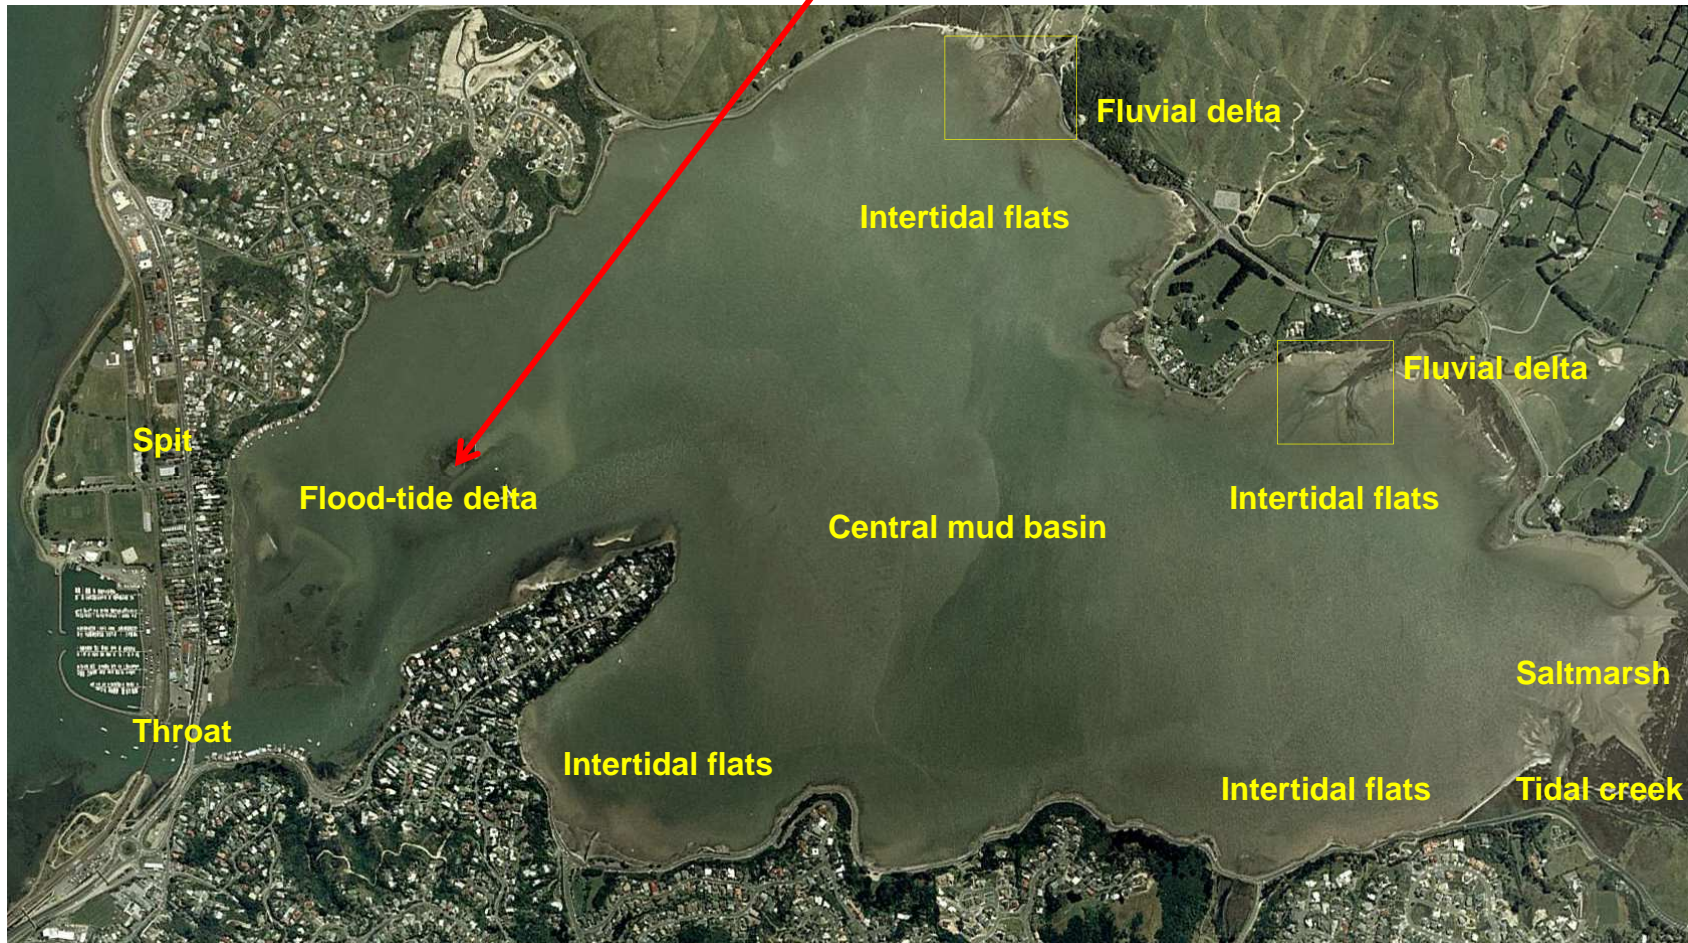 Fluvial delta
Intertidal flats
Fluvial delta
Spit
Flood-tide delta
Intertidal flats
Central mud basin
Saltmarsh
Throat
Intertidal flats
Intertidal flats
Tidal creek